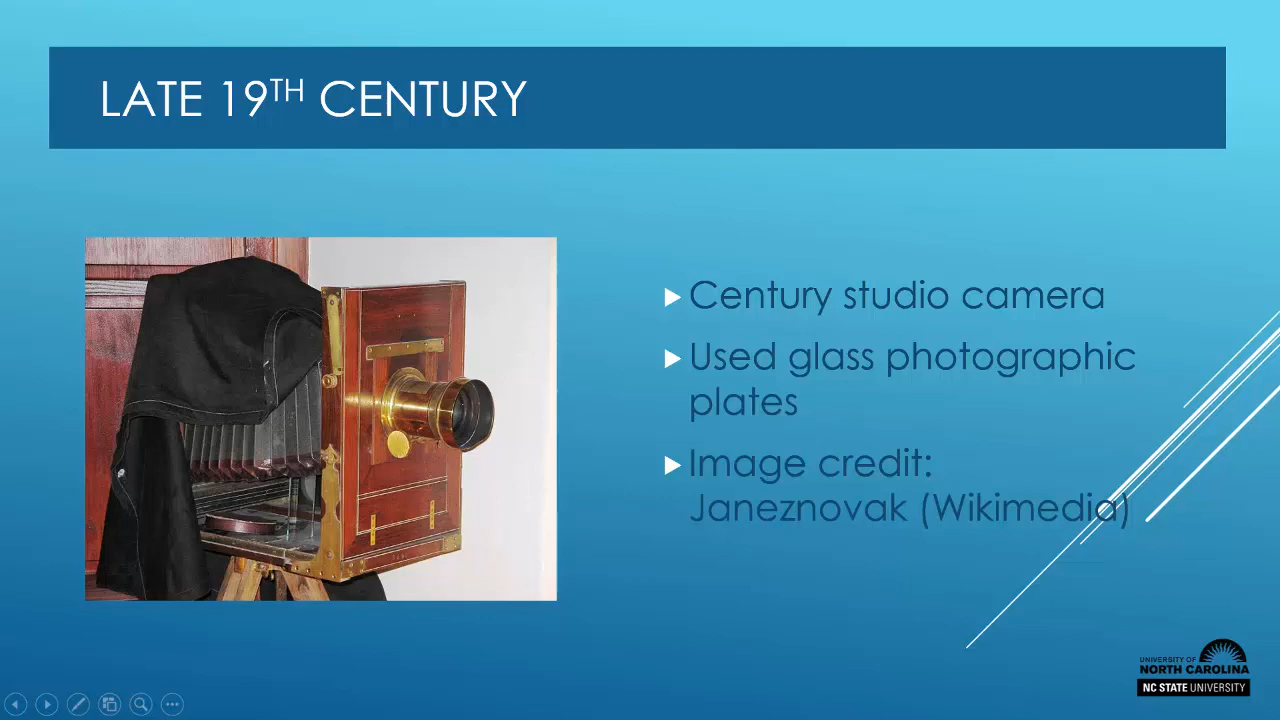 LATE 19TH CENTURY
Century studio camera
Used glass photographic
plates
Image credit:
Janeznovak (Wikimedia)
UNIVERSITY OF
NORTH CAROLINA
NC STATE UNIVERSITY